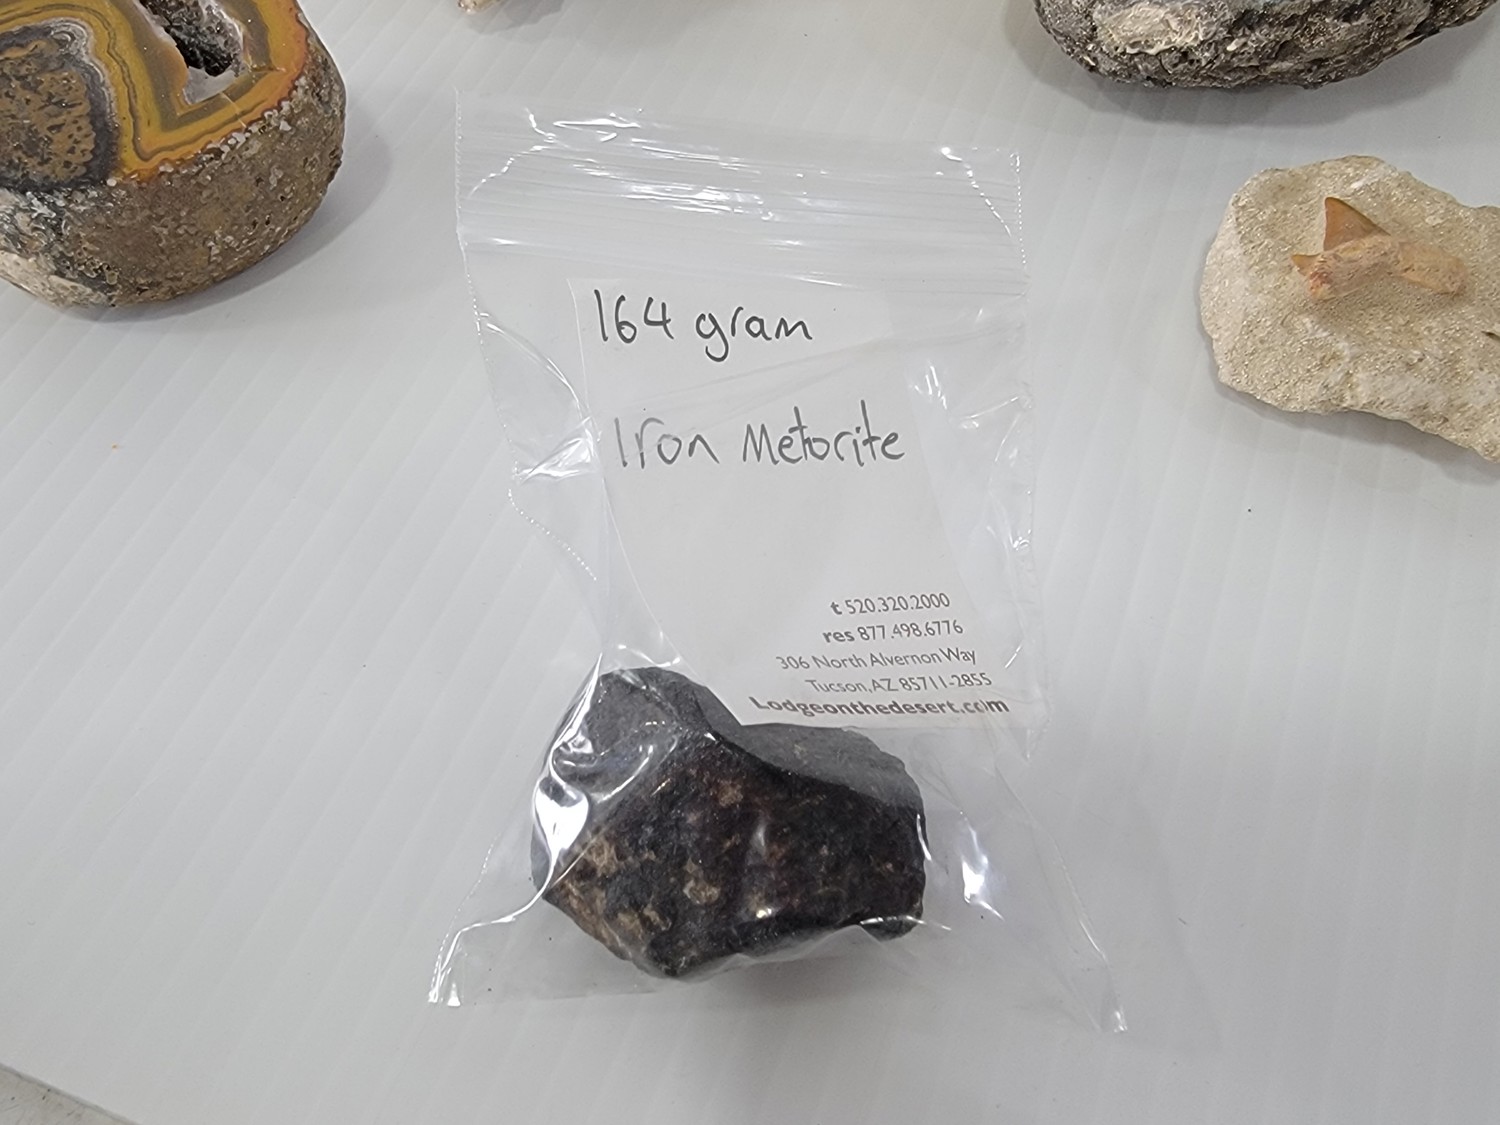 164 gram
Iron Metorite
t 520.320.2000
res 877.498.6776
306 North Alvernon Way
Tucson, AZ 85711-2855
Lodgeonthedesert.com